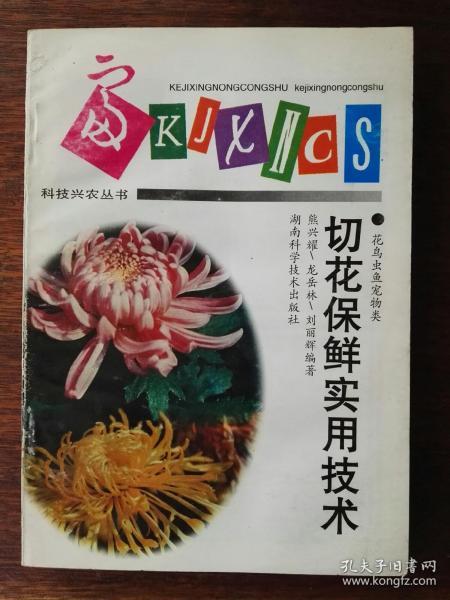 KEJIXINGNONGCONGSHU kejixingnongcongshu
富
KJXNCS
科技兴农丛书
●花鸟虫鱼宠物类
切花保鲜实用技术
熊兴耀\龙岳林\刘丽辉编著
湖南科学技术出版社
孔夫子旧书网
www.kongfz.com